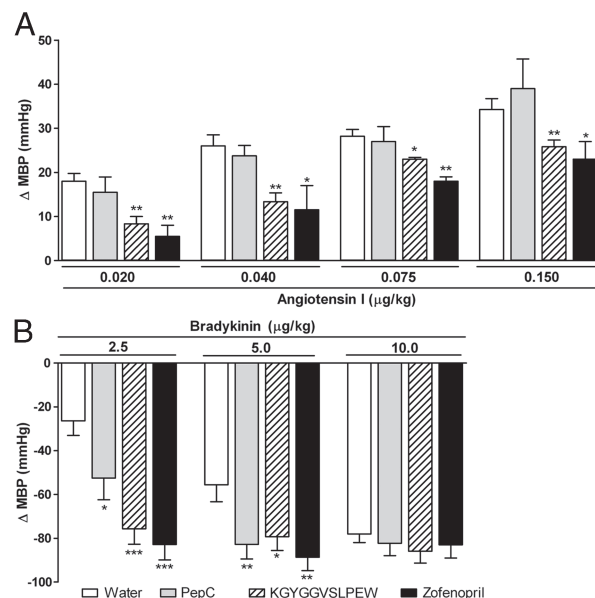 A
Δ MBP (mmHg)
50
40
30
20
10
0
** **
** *
* **
** *
0.020 0.040 0.075 0.150
Angiotensin I (μg/kg)
B
Bradykinin (μg/kg)
2.5 5.0 10.0
Δ MBP (mmHg)
0
-20
-40
-60
-80
-100
* *** ***
** * **
Water PepC KGYGGVSLPEW Zofenopril